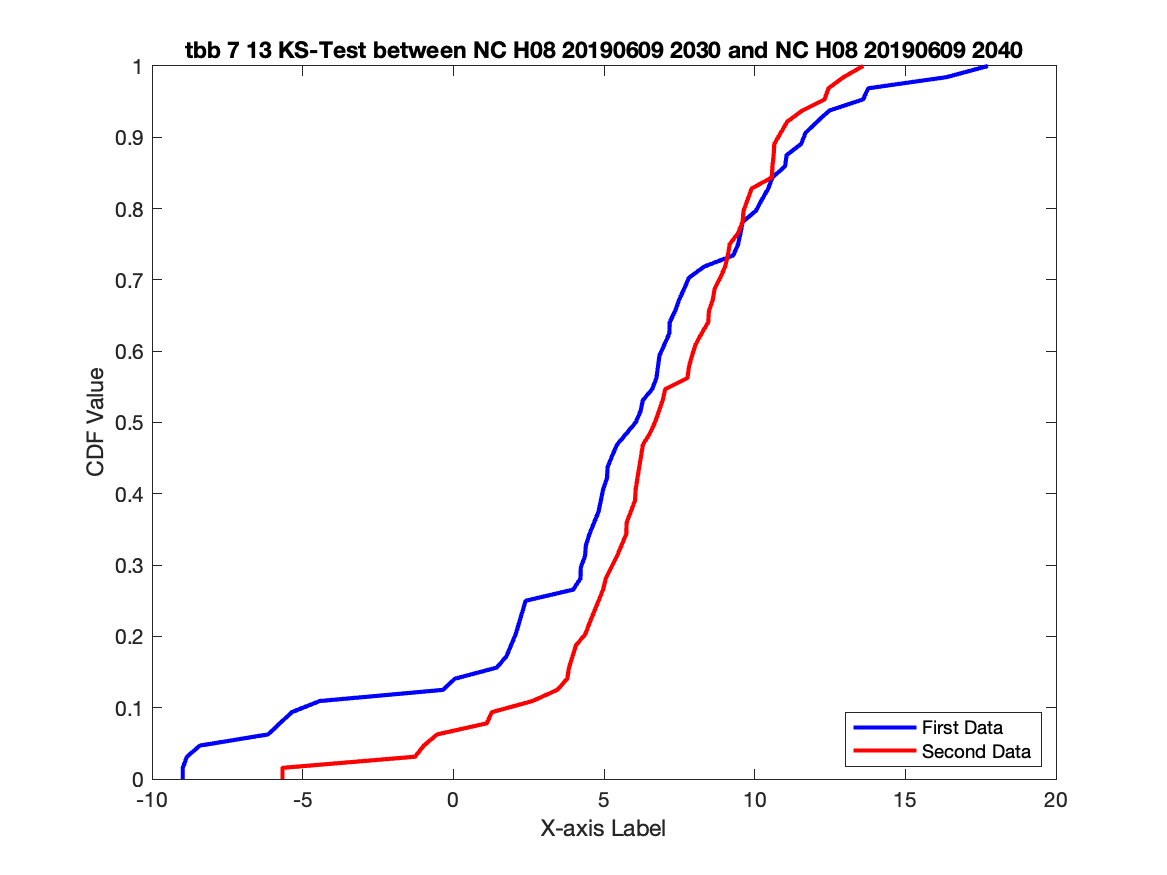 tbb 7 13 KS-Test between NC H08 20190609 2030 and NC H08 20190609 2040
1
0.9
0.8
0.7
0.6
0.5
0.4
0.3
0.2
0.1
0
CDF Value
First Data
Second Data
-10 -5 0 5 10 15 20
X-axis Label